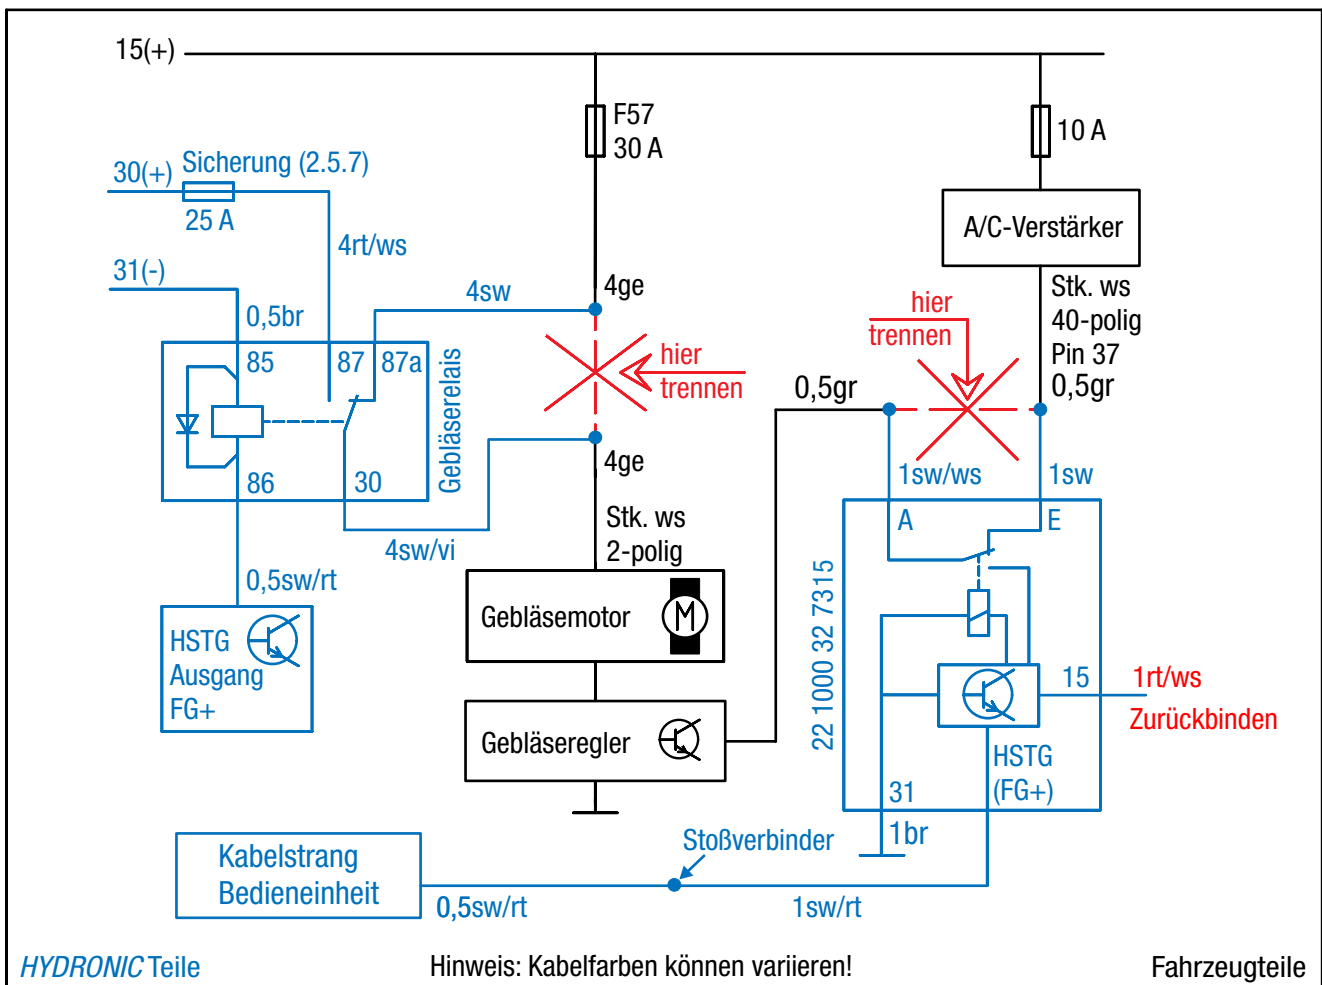 15(+)
F57
30 A
10 A
Sicherung (2.5.7)
30(+)
25 A
A/C-Verstärker
4rt/ws
31(-)
4sw
4ge
0,5br
Stk. ws
40-polig
Pin 37
0,5gr
hier
trennen
hier
trennen
85
87
87a
Gebläserelais
0,5gr
86
30
4ge
1sw/ws
1sw
4sw/vi
Stk. ws
2-polig
A
E
0,5sw/rt
22 1000 32 7315
HSTG
Ausgang
FG+
Gebläsemotor
M
15
1rt/ws
Zurückbinden
Gebläseregler
HSTG
(FG+)
31
1br
Stoßverbinder
Kabelstrang
Bedieneinheit
0,5sw/rt
1sw/rt
HYDRONIC Teile
Hinweis: Kabelfarben können variieren!
Fahrzeugteile